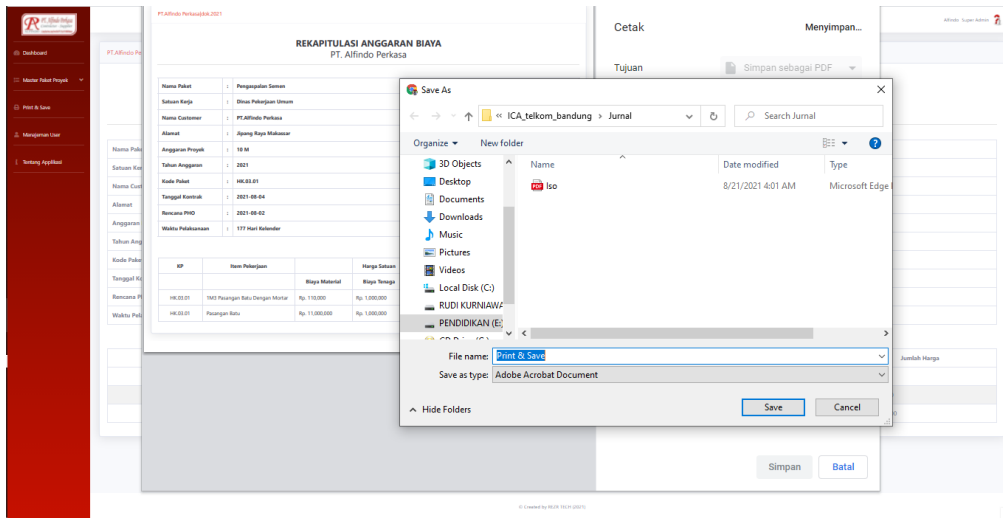 PT. Alfindo Perkasa
Dashboard
Master Paket Proyek
Print & Save
Manajeman User
Tentang Applikasi
PT.Alfindo Pe
Nama Pake
Satuan Ker
Nama Cust
Alamat
Anggaran
Tahun Ang
Kode Pake
Tanggal Ko
Rencana P
Waktu Pel
PT.Alfindo Perkasa|dok.2021
REKAPITULASI ANGGARAN BIAYA
PT. Alfindo Perkasa
Nama Paket : Pengaspalan Semen
Satuan Kerja : Dinas Pekerjaan Umum
Nama Customer : PT.Alfindo Perkasa
Alamat : Jipang Raya Makassar
Anggaran Proyek : 10 M
Tahun Anggaran : 2021
Kode Paket : HK.03.01
Tanggal Kontrak : 2021-08-04
Rencana PHO : 2021-08-02
Waktu Pelaksanaan : 177 Hari Kalender
KP Item Pekerjaan Harga Satuan
Biaya Material Biaya Tenaga
HK.03.01 1M3 Pasangan Batu Dengan Mortar Rp. 110,000 Rp. 1,000,000
HK.03.01 Pasangan Batu Rp. 11,000,000 Rp. 1,000,000
Cetak Menyimpan...
Tujuan Simpan sebagai PDF
Save As
« ICA_telkom_bandung › Jurnal
Search Jurnal
Organize New folder
3D Objects
Desktop
Documents
Downloads
Music
Pictures
Videos
Local Disk (C:)
RUDI KURNIAWA
PENDIDIKAN (E:)
Name Date modified Type
Iso 8/21/2021 4:01 AM Microsoft Edge
File name: Print & Save
Save as type: Adobe Acrobat Document
Hide Folders
Save Cancel
Simpan Batal
Alfindo Super Admin
Jumlah Harga